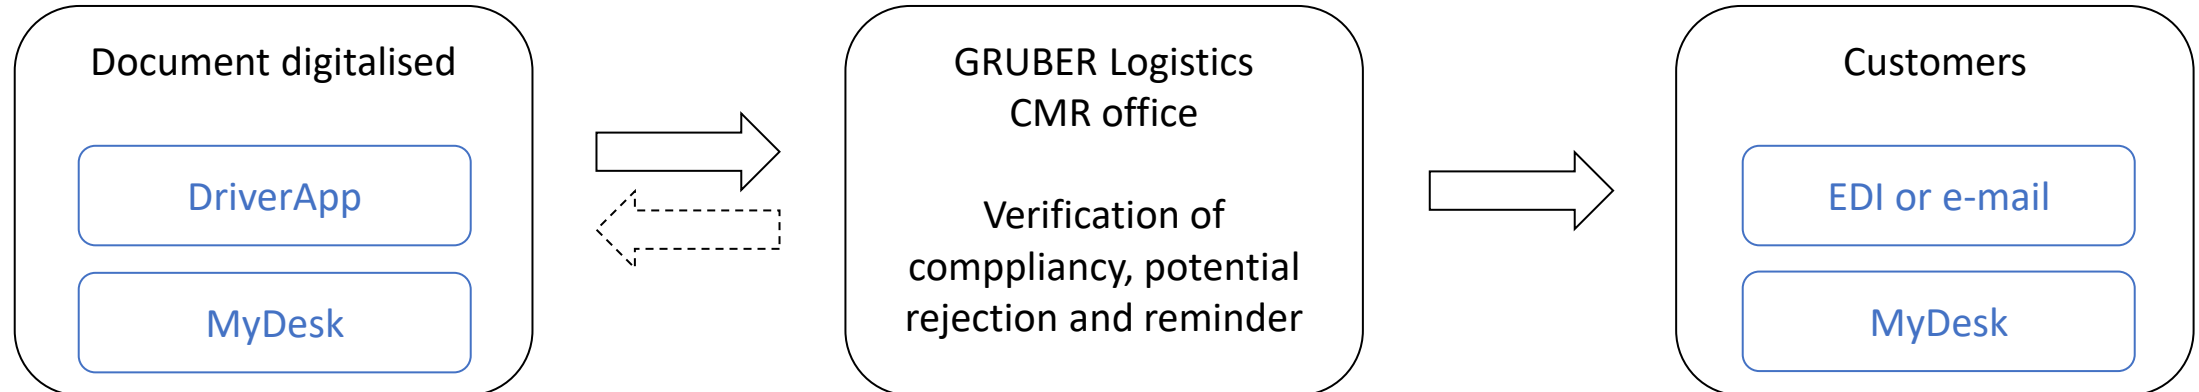 Document digitalised
DriverApp
MyDesk
GRUBER Logistics
CMR office
Verification of
comppliancy, potential
rejection and reminder
Customers
EDI or e-mail
MyDesk